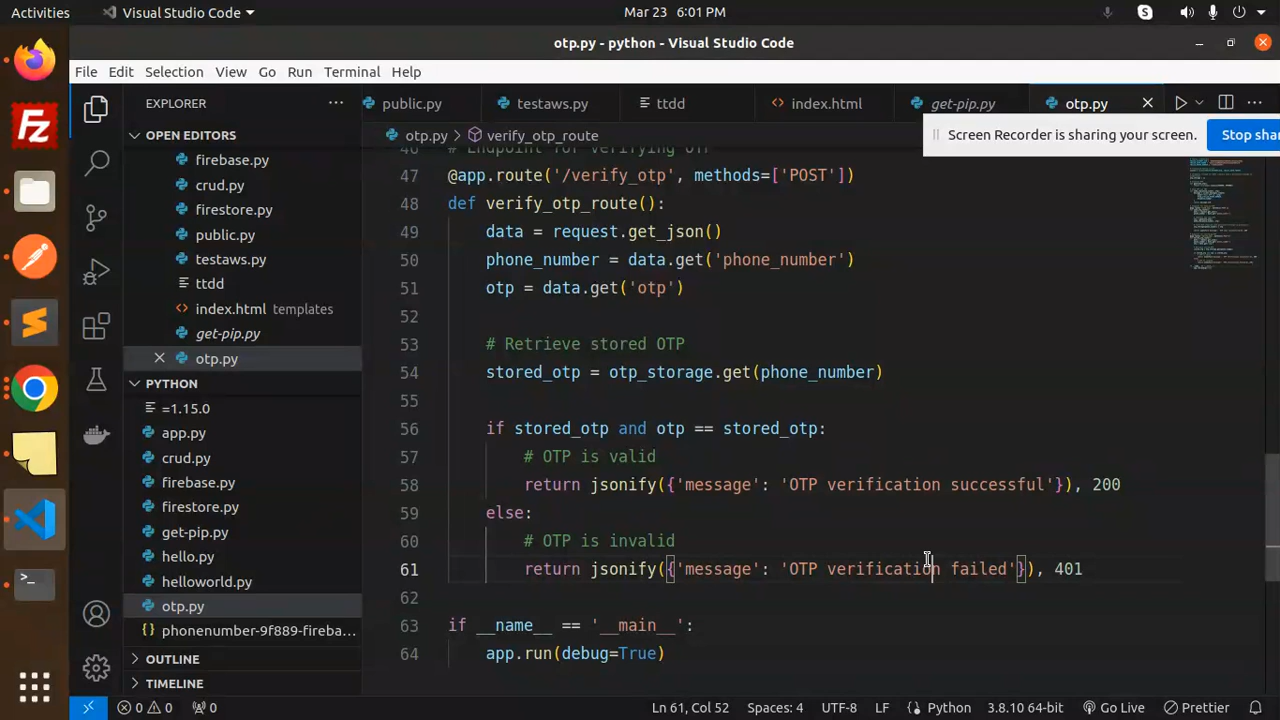 Activities
Visual Studio Code
Mar 23 6:01 PM
otp.py - python - Visual Studio Code
File Edit Selection View Go Run Terminal Help
EXPLORER
public.py
testaws.py
ttdd
index.html
get-pip.py
otp.py
OPEN EDITORS
otp.py > verify_otp_route
Screen Recorder is sharing your screen.
Stop sha
firebase.py
crud.py
firestore.py
public.py
testaws.py
ttdd
index.html templates
get-pip.py
otp.py
PYTHON
=1.15.0
app.py
crud.py
firebase.py
firestore.py
get-pip.py
hello.py
helloworld.py
otp.py
phonenumber-9f889-fireba...
OUTLINE
TIMELINE
46 # Endpoint for verifying OTP
47 @app.route('/verify_otp', methods=['POST'])
48 def verify_otp_route():
49 data = request.get_json()
50 phone_number = data.get('phone_number')
51 otp = data.get('otp')
52
53 # Retrieve stored OTP
54 stored_otp = otp_storage.get(phone_number)
55
56 if stored_otp and otp == stored_otp:
57 # OTP is valid
58 return jsonify({'message': 'OTP verification successful'}), 200
59 else:
60 # OTP is invalid
61 return jsonify({'message': 'OTP verification failed'}), 401
62
63 if __name__ == '__main__':
64 app.run(debug=True)
0 0 0
Ln 61, Col 52
Spaces: 4
UTF-8
LF
Python
3.8.10 64-bit
Go Live
Prettier